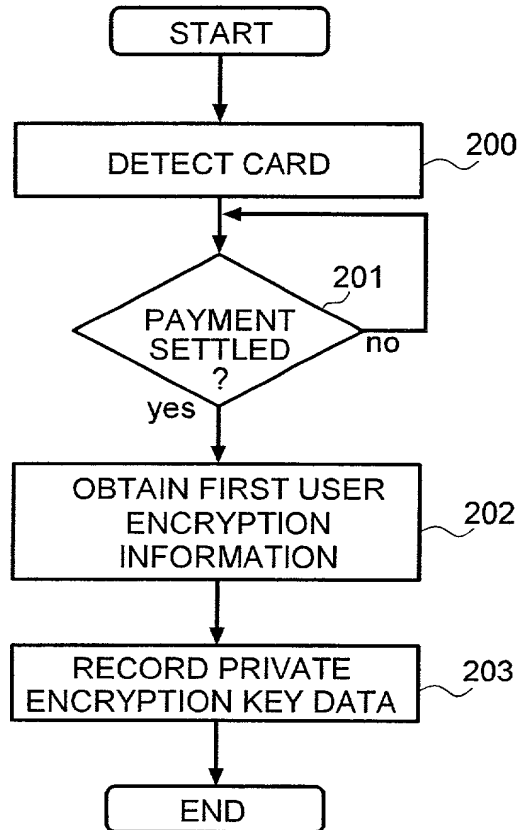 START
DETECT CARD
200
201
PAYMENT
SETTLED
?
no
yes
OBTAIN FIRST USER
ENCRYPTION
INFORMATION
202
RECORD PRIVATE
ENCRYPTION KEY DATA
203
END